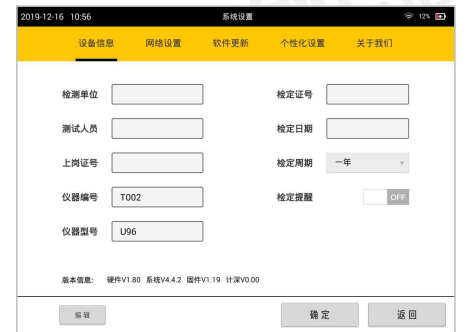 2019-12-16 10:56 系统设置 12%
设备信息 网络设置 软件更新 个性化设置 关于我们
检测单位 检定证号
测试人员 检定日期
上岗证号 检定周期 一年
仪器编号 T002 检定提醒 OFF
仪器型号 U96
版本信息: 硬件V1.80 系统V4.4.2 固件V1.19 计深V0.00
编辑 确定 返回